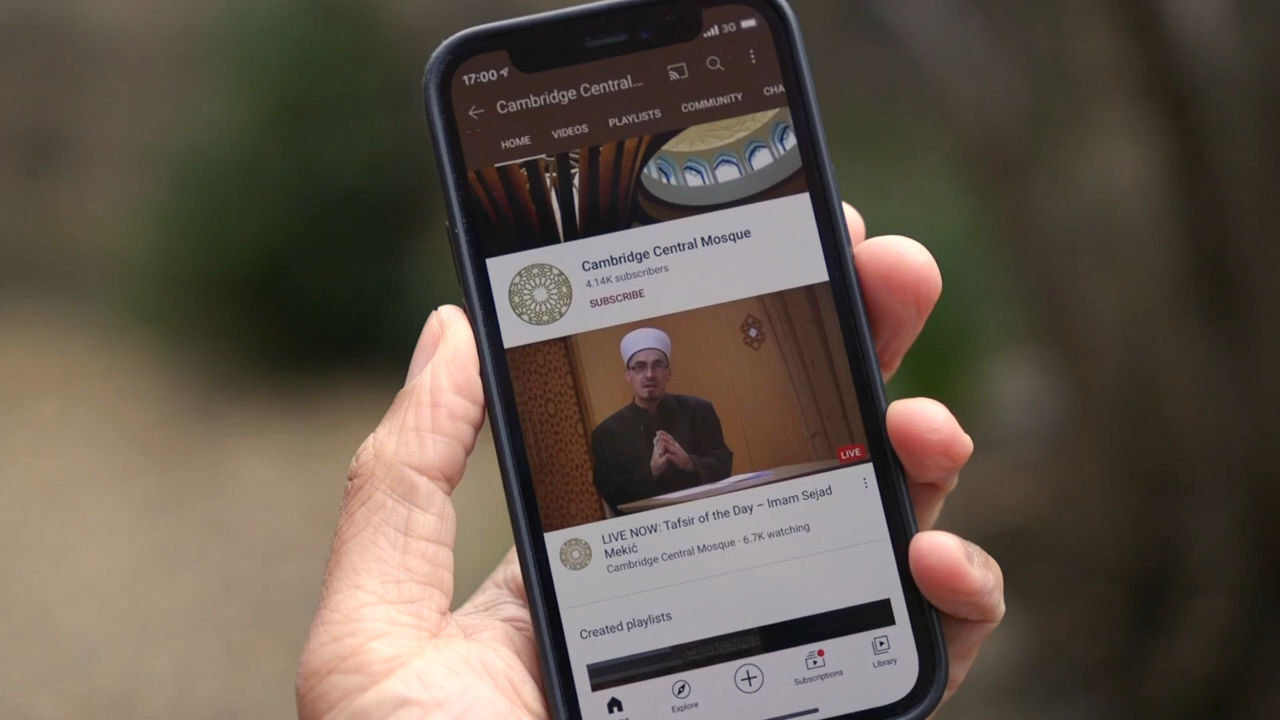 17:00
3G
Cambridge Central...
HOME VIDEOS PLAYLISTS COMMUNITY CHA
Cambridge Central Mosque
4.14K subscribers
SUBSCRIBE
LIVE
LIVE NOW: Tafsir of the Day – Imam Sejad
Mekić
Cambridge Central Mosque · 6.7K watching
Created playlists
Explore
Subscriptions
Library